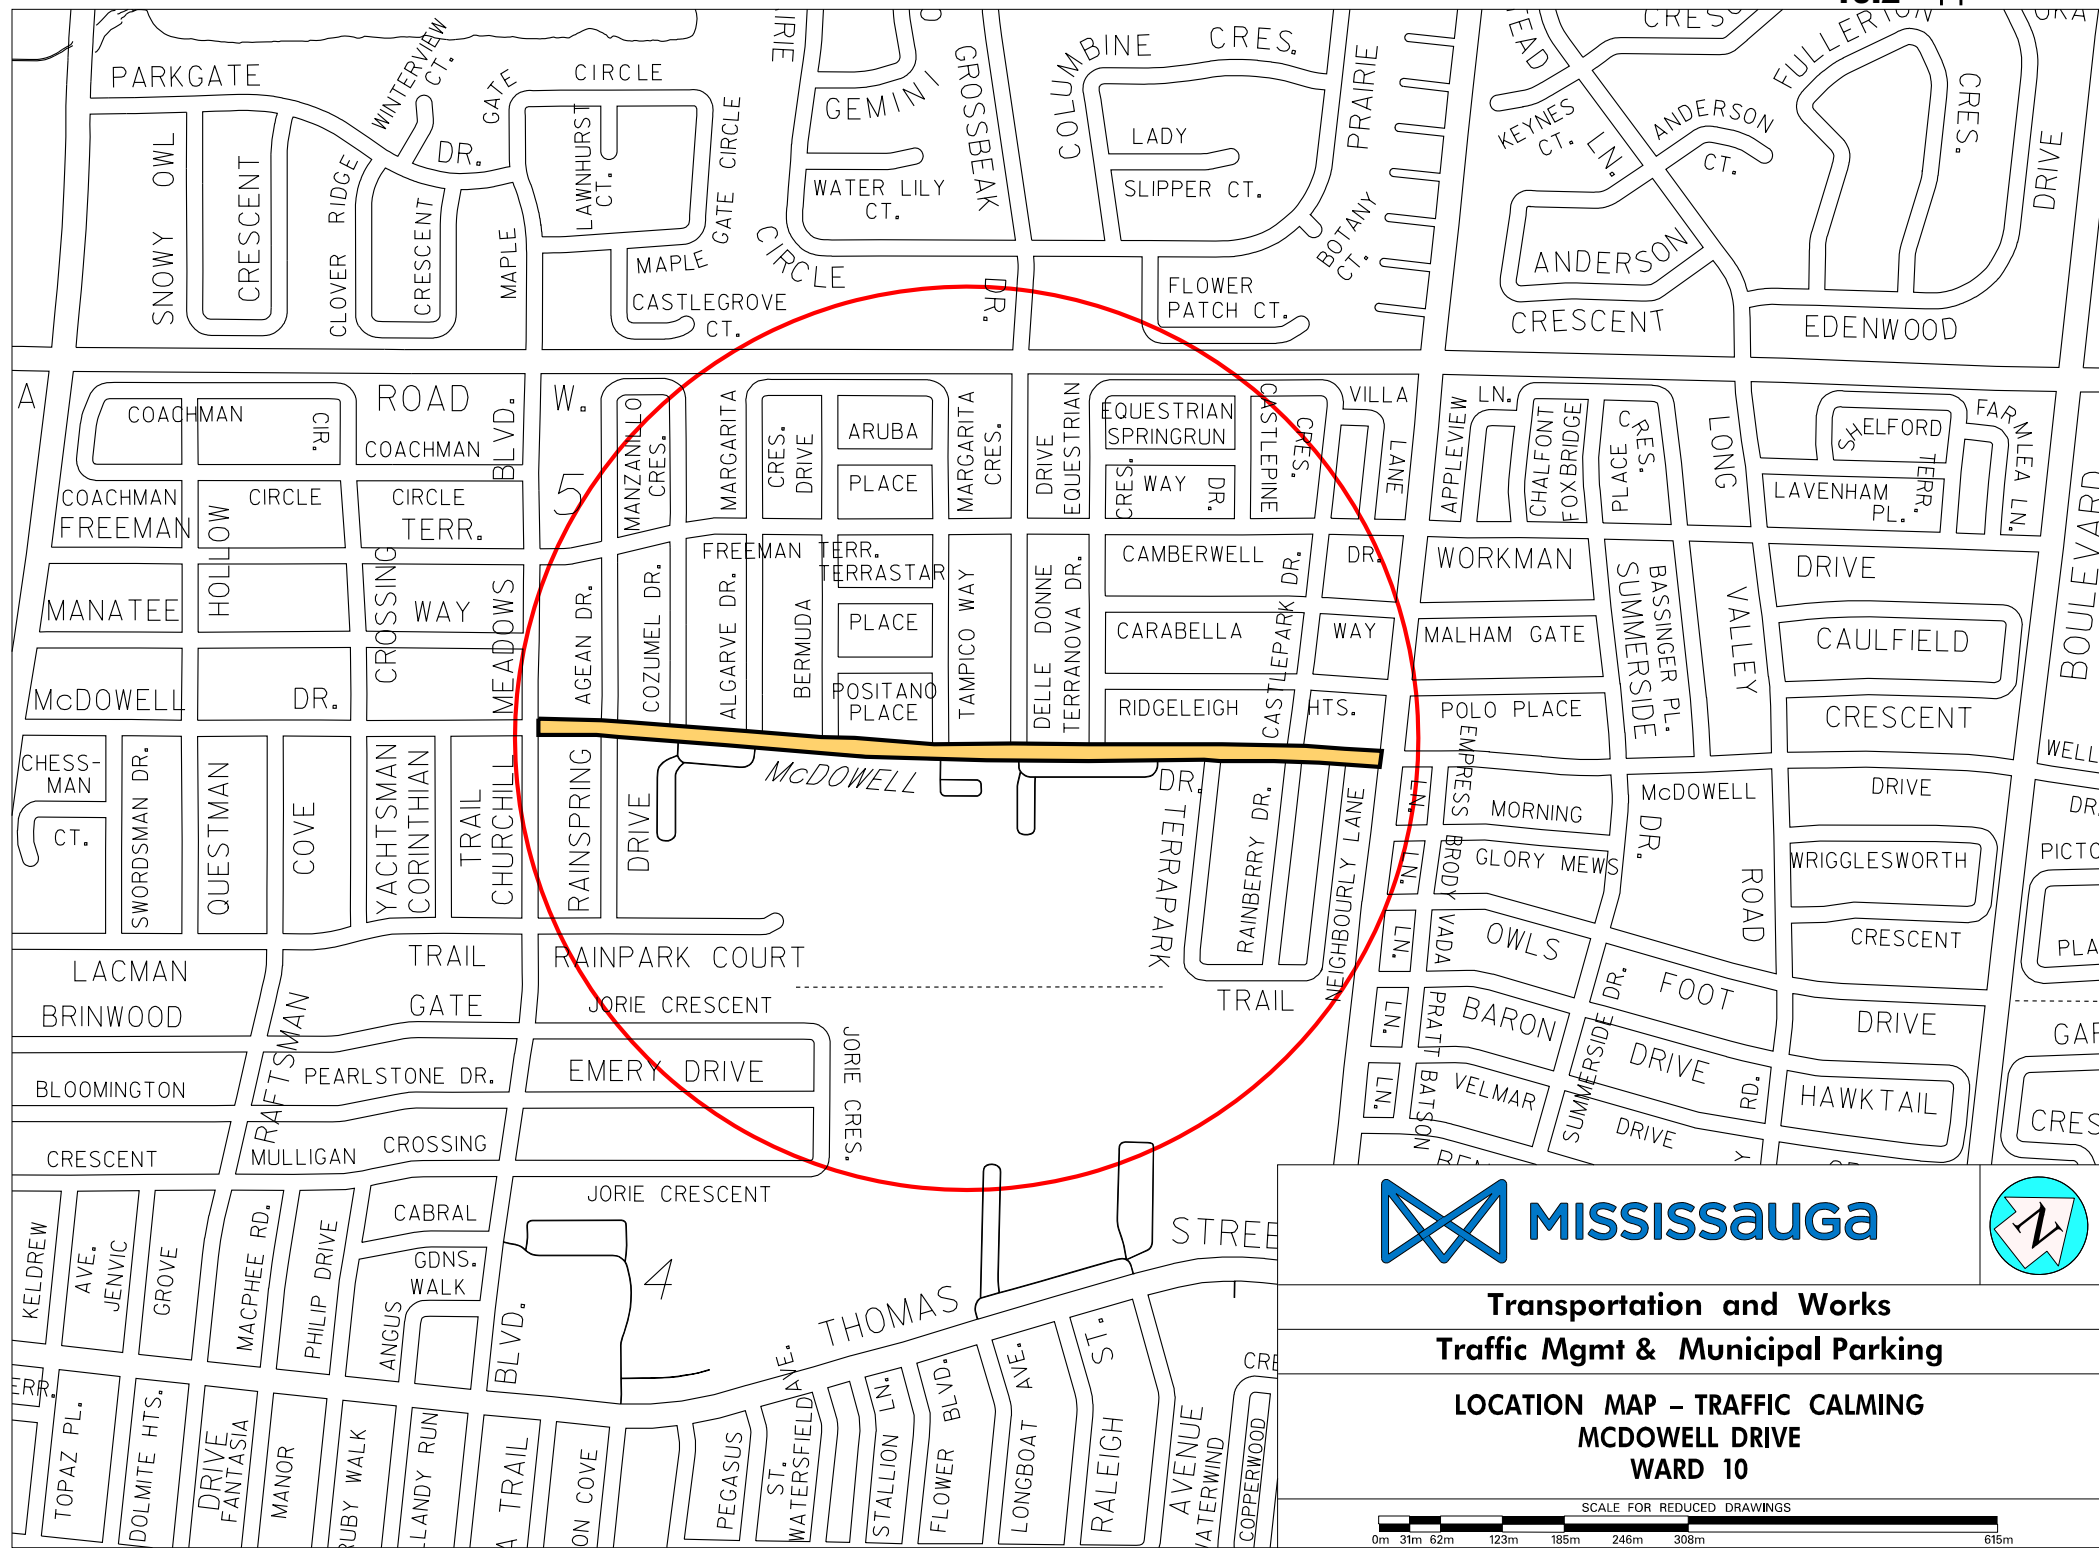 PARKGATE
WINTERVIEW
CT.
GATE
CIRCLE
DR.
SNOWY OWL
CRESCENT
CLOVER RIDGE
CRESCENT
MAPLE
LAWNHURST
CT.
GATE CIRCLE
MAPLE
CASTLEGROVE
CT.
CIRCLE
GEMINI
WATER LILY
CT.
GROSSBEAK
DR.
COLUMBINE CRES.
LADY
SLIPPER CT.
PRAIRIE
BOTANY
CT.
FLOWER
PATCH CT.
KEYNES
CT.
LN.
ANDERSON
CT.
FULLERTON
CRES.
DRIVE
ANDERSON
CRESCENT
EDENWOOD
COACHMAN
CIR.
ROAD
COACHMAN
BLVD.
W.
5
COACHMAN
CIRCLE
CIRCLE
FREEMAN
TERR.
HOLLOW
CROSSING
MANATEE
WAY
McDOWELL
DR.
MEADOWS
MANZANILLO
CRES.
MARGARITA
CRES.
DRIVE
ARUBA
PLACE
MARGARITA
CRES.
DRIVE
EQUESTRIAN
EQUESTRIAN
SPRINGRUN
CRES.
WAY
DR.
CASTLEPINE
CRES.
VILLA
LANE
APPLEVIEW
LN.
CHALFONT
FOXBRIDGE
PLACE
CRES.
LONG
SHELFORD
TERR.
FARMLEA LN.
LAVENHAM
PL.
BOULEVARD
FREEMAN TERR.
TERRASTAR
PLACE
POSITANO
PLACE
AGEAN DR.
COZUMEL DR.
ALGARVE DR.
BERMUDA
TAMPICO WAY
DELLE DONNE
TERRANOVA DR.
CAMBERWELL
DR.
CARABELLA
WAY
RIDGELEIGH
HTS.
CASTLEPARK DR.
WORKMAN
DRIVE
MALHAM GATE
POLO PLACE
SUMMERSIDE
BASSNGER PL.
VALLEY
CAULFIELD
CRESCENT
CHESS-
MAN
CT.
SWORDSMAN DR.
QUESTMAN
COVE
YACHTSMAN
CORINTHIAN
TRAIL
CHURCHILL
RAINSPRING
DRIVE
McDOWELL
DR.
TERRAPARK
RAINBERRY DR.
NEIGHBOURLY LANE
TRAIL
LN.
EMPRESS
MORNING
GLORY MEWS
LN.
BRODY
LN.
VADA
McDOWELL
DR.
DRIVE
WRIGGLESWORTH
CRESCENT
ROAD
OWLS
FOOT
DRIVE
LACMAN
TRAIL
BRINWOOD
GATE
RAINPARK COURT
JORIE CRESCENT
EMERY DRIVE
JORIE CRES.
JORIE CRESCENT
BLOOMINGTON
CRESCENT
RAFTSMAN
PEARLSTONE DR.
MULLIGAN
CROSSING
LN.
PRATT
BARON
DRIVE
LN.
BATSON
VELMAR
DRIVE
SUMMERSIDE DR.
RD.
HAWKTAIL
CABRAL
GDNS.
WALK
KELDREW
AVE.
JENVIC
GROVE
MACPHEE RD.
PHILIP DRIVE
ANGUS
BLVD.
4
THOMAS
TOPAZ PL.
DOLMITE HTS.
DRIVE
FANTASIA
MANOR
RUBY WALK
PEGASUS
ST.
WATERSFIELD AVE.
STALLION LN.
FLOWER BLVD.
LONGBOAT AVE.
RALEIGH ST.
AVENUE
COPPERWOOD
MISSISSAUGA
N
Transportation and Works
Traffic Mgmt & Municipal Parking
LOCATION MAP – TRAFFIC CALMING
MCDOWELL DRIVE
WARD 10
SCALE FOR REDUCED DRAWINGS
0m 31m 62m 123m 185m 246m 308m 615m